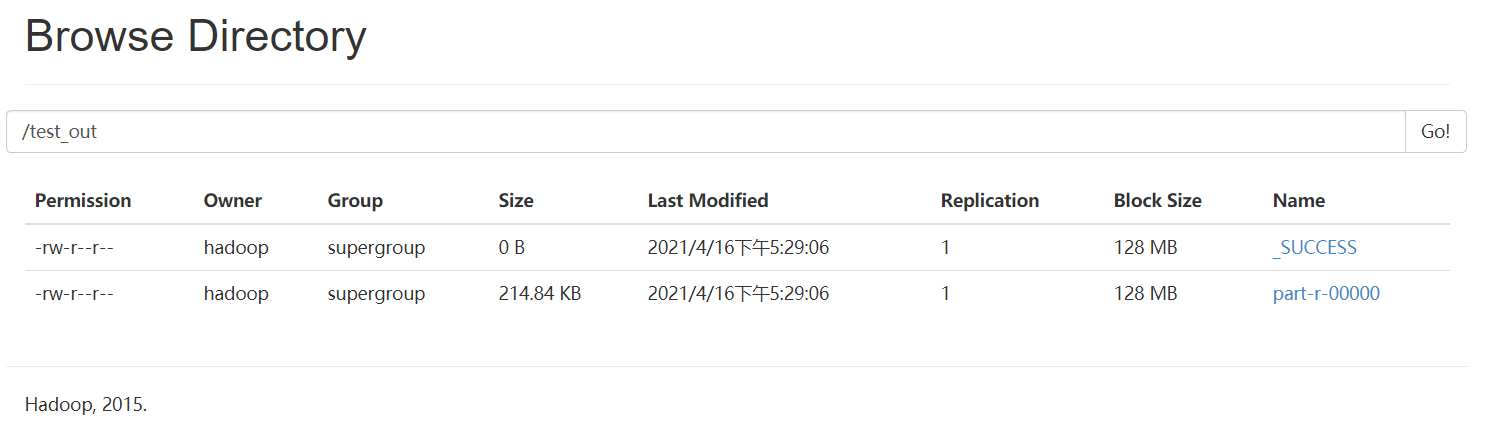 Browse Directory
/test_out Go!
Permission Owner Group Size Last Modified Replication Block Size Name
-rw-r--r-- hadoop supergroup 0 B 2021/4/16下午5:29:06 1 128 MB _SUCCESS
-rw-r--r-- hadoop supergroup 214.84 KB 2021/4/16下午5:29:06 1 128 MB part-r-00000
Hadoop, 2015.